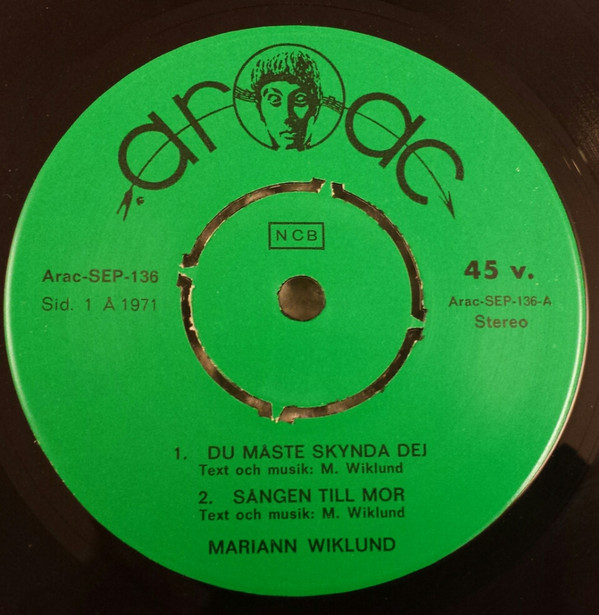 arac
NCB
Arac-SEP-136
Sid. 1 Å 1971
45 v.
Arac-SEP-136-A
Stereo
1. DU MÅSTE SKYNDA DEJ
Text och musik: M. Wiklund
2. SÅNGEN TILL MOR
Text och musik: M. Wiklund
MARIANN WIKLUND